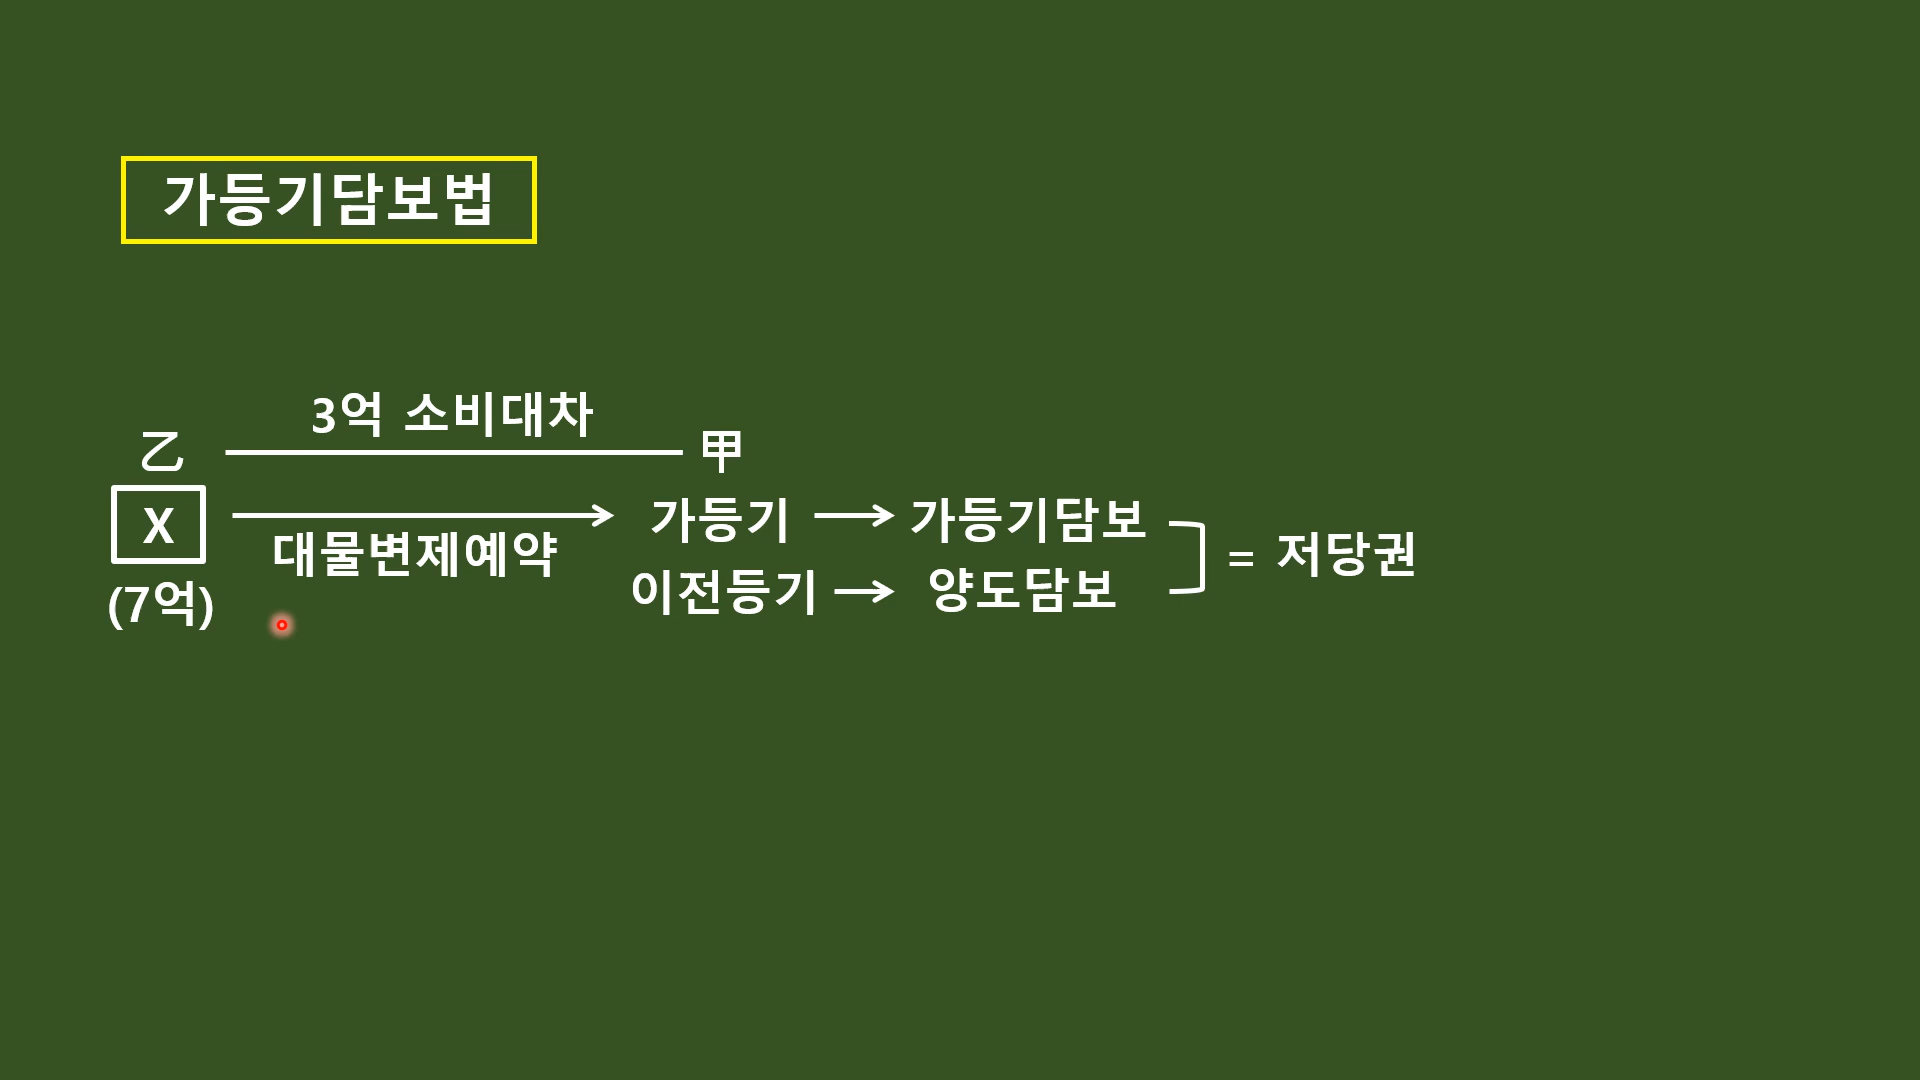 가등기담보법
3억 소비대차
乙 甲
X 가등기 가등기담보
대물변제예약 = 저당권
이전등기 양도담보
(7억)